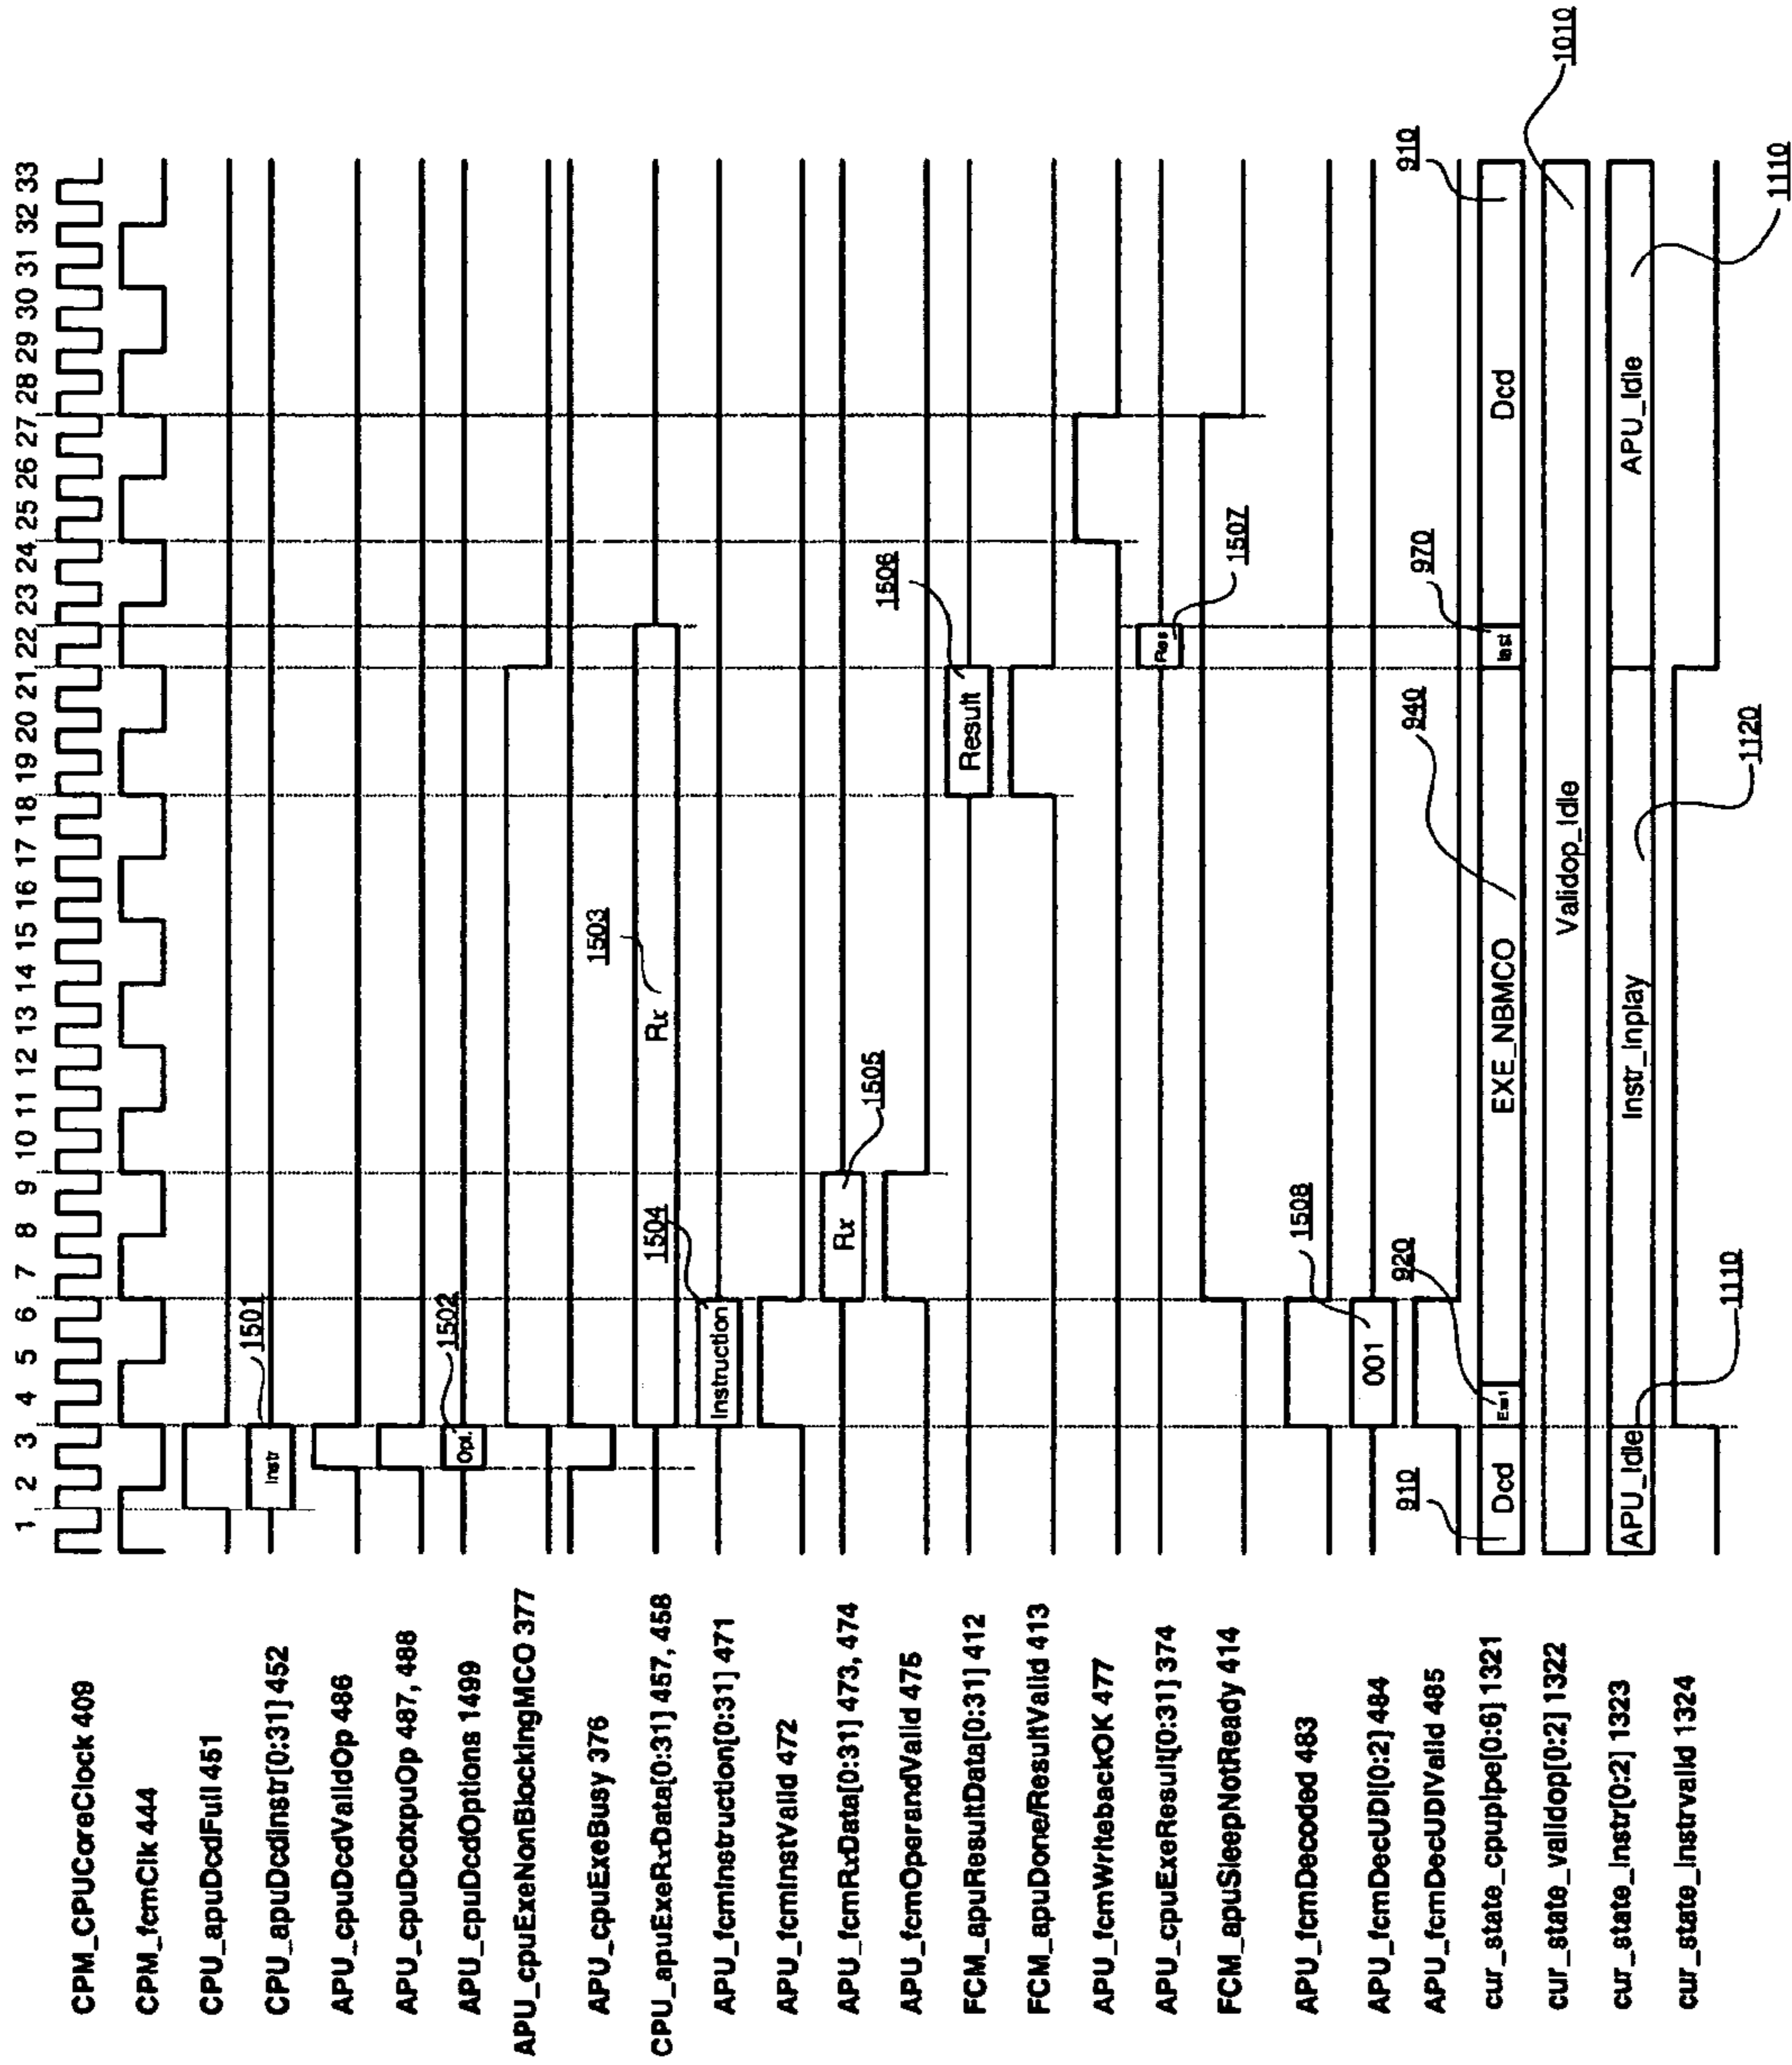 1 2 3 4 5 6 7 8 9 10 11 12 13 14 15 16 17 18 19 20 21 22 23 24 25 26 27 28 29 30 31 32 33
CPM_CPUCoreClock 409
CPM_fcmClk 444
CPU_apuDcdFull 451
1501
CPU_apuDcdInstr[0:31] 452
Instr
APU_cpuDcdValidOp 486
APU_cpuDcdxpuOp 487, 488
1502
APU_cpuDcdOptions 1499
Opt.
APU_cpuExeNonBlockingMCO 377
APU_cpuExeBusy 376
1503
CPU_apuExeRxData[0:31] 457, 458
Rx
1504
APU_fcmInstruction[0:31] 471
Instruction
APU_fcmInstValid 472
APU_fcmRxData[0:31] 473, 474
Rx
1505
APU_fcmOperandValid 475
1506
FCM_apuResultData[0:31] 412
Result
FCM_apuDone/ResultValid 413
APU_fcmWritebackOK 477
APU_cpuExeResult[0:31] 374
Res
1507
FCM_apuSleepNotReady 414
APU_fcmDecoded 483
1508
APU_fcmDecUDI[0:2] 484
001
APU_fcmDecUDIValid 485
910
920
940
970
910
cur_state_cpupipe[0:6] 1321
Dcd
Exe1
EXE_NBMCO
last
Dcd
cur_state_validop[0:2] 1322
Validop_Idle
1010
cur_state_Instr[0:2] 1323
APU_Idle
Instr_Inplay
APU_Idle
cur_state_Instrvalid 1324
1110
1120
1110